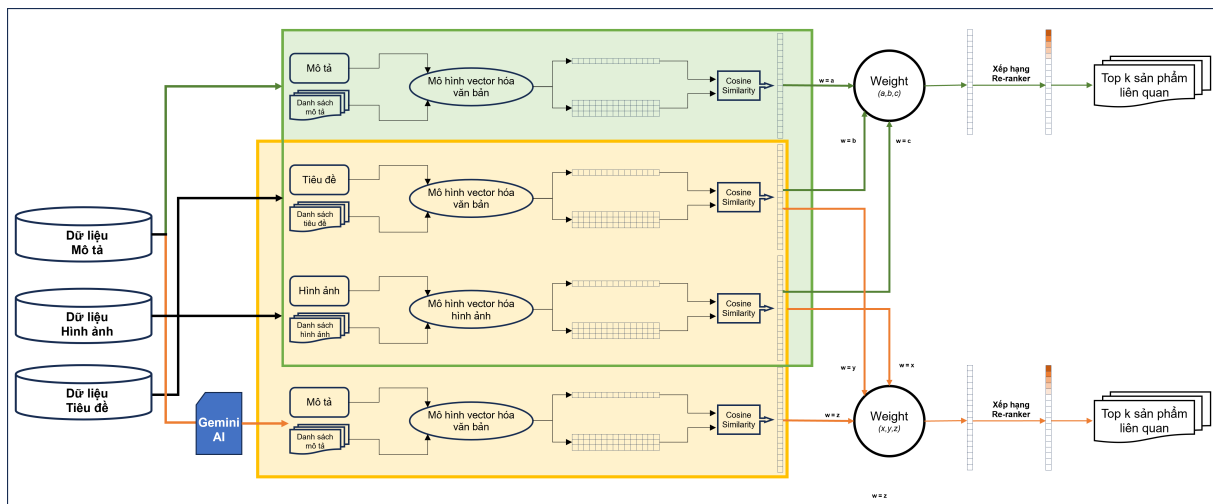 Mô tả
Danh sách
mô tả
Mô hình vector hóa
văn bản
Cosine
Similarity
w = a
Weight
(a,b,c)
Xếp hạng
Re-ranker
Top k sản phẩm
liên quan
w = b
w = c
Tiêu đề
Danh sách
tiêu đề
Mô hình vector hóa
văn bản
Cosine
Similarity
Dữ liệu
Mô tả
Hình ảnh
Danh sách
hình ảnh
Mô hình vector hóa
hình ảnh
Cosine
Similarity
Dữ liệu
Hình ảnh
w = y
w = x
Dữ liệu
Tiêu đề
Gemini
AI
Mô tả
Danh sách
mô tả
Mô hình vector hóa
văn bản
Cosine
Similarity
w = z
Weight
(x,y,z)
Xếp hạng
Re-ranker
Top k sản phẩm
liên quan
w = z